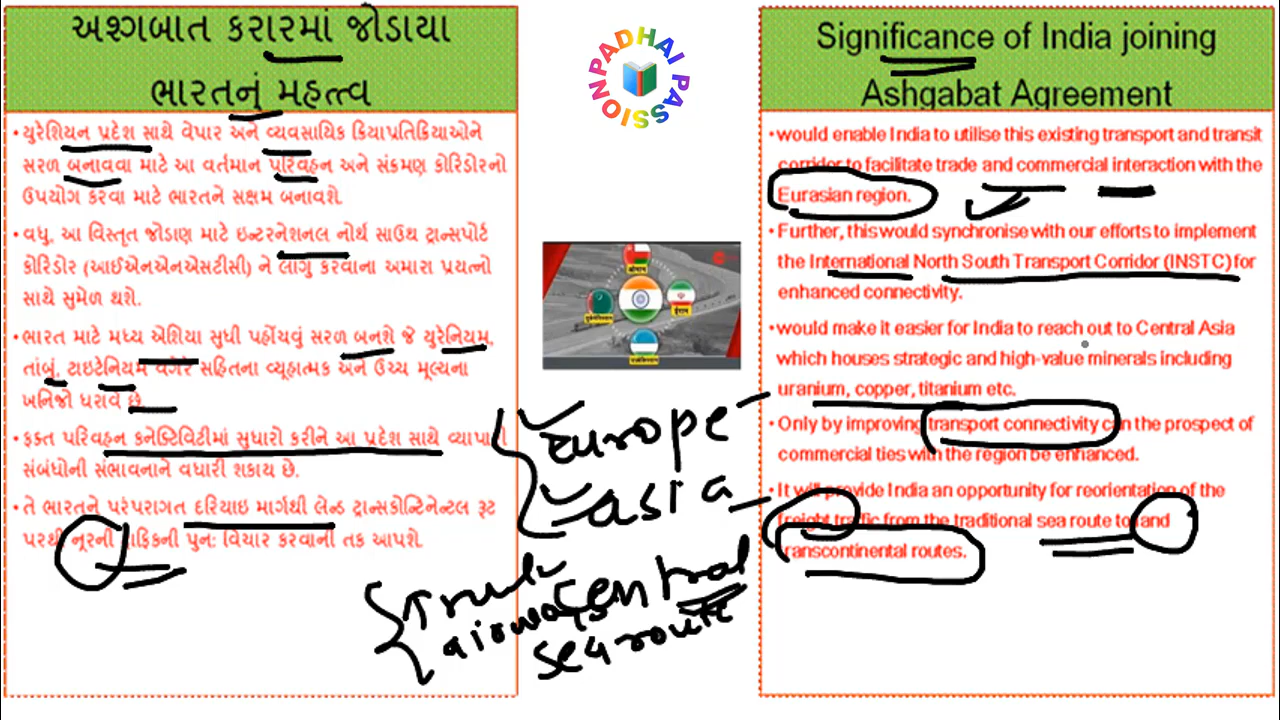 અશ્ગબાત કરારમાં જોડાયા
ભારતનું મહત્ત્વ
• યુરેશિયન પ્રદેશ સાથે વેપાર અને વ્યવસાયિક ક્રિયાપ્રતિક્રિયાઓને
સરળ બનાવવા માટે આ વર્તમાન પરિવહન અને સંક્રમણ કોરિડોરનો
ઉપયોગ કરવા માટે ભારતને સક્ષમ બનાવશે.
• વધુ, આ વિસ્તૃત જોડાણ માટે ઇન્ટરનેશનલ નોર્થ સાઉથ ટ્રાન્સપોર્ટ
કોરિડોર (આઈએનએનએસટીસી) ને લાગુ કરવાના અમારા પ્રયત્નો
સાથે સુમેળ થશે.
• ભારત માટે મધ્ય એશિયા સુધી પહોંચવું સરળ બનશે જે યુરેનિયમ,
તાંબું, ટાઇટેનિયમ વગેરે સહિતના વ્યૂહાત્મક અને ઉચ્ચ મૂલ્યના
ખનિજો ધરાવે છે
• ફક્ત પરિવહન કનેક્ટિવિટીમાં સુધારો કરીને આ પ્રદેશ સાથે
સંબંધોની સંભાવનાને વધારી શકાય છે.
• તે ભારતને પરંપરાગત દરિયાઇ માર્ગથી લેન્ડ ટ્રાન્સકોન્ટિનેન્ટલ રૂટ
પરથી નૂરની પુન: વિચાર કરવાની તક આપશે.
PADHAI PASSION
Europe
asia
central
airways
sea route
Significance of India joining
Ashgabat Agreement
• would enable India to utilise this existing transport and transit
corridor to facilitate trade and commercial interaction with the
Eurasian region.
• Further, this would synchronise with our efforts to implement
the International North South Transport Corridor (INSTC) for
enhanced connectivity.
• would make it easier for India to reach out to Central Asia
which houses strategic and high-value minerals including
uranium, copper, titanium etc.
• Only by improving transport connectivity can the prospect of
commercial ties with the region be enhanced.
• It will provide India an opportunity for reorientation of the
freight traffic from the traditional sea route to land
transcontinental routes.